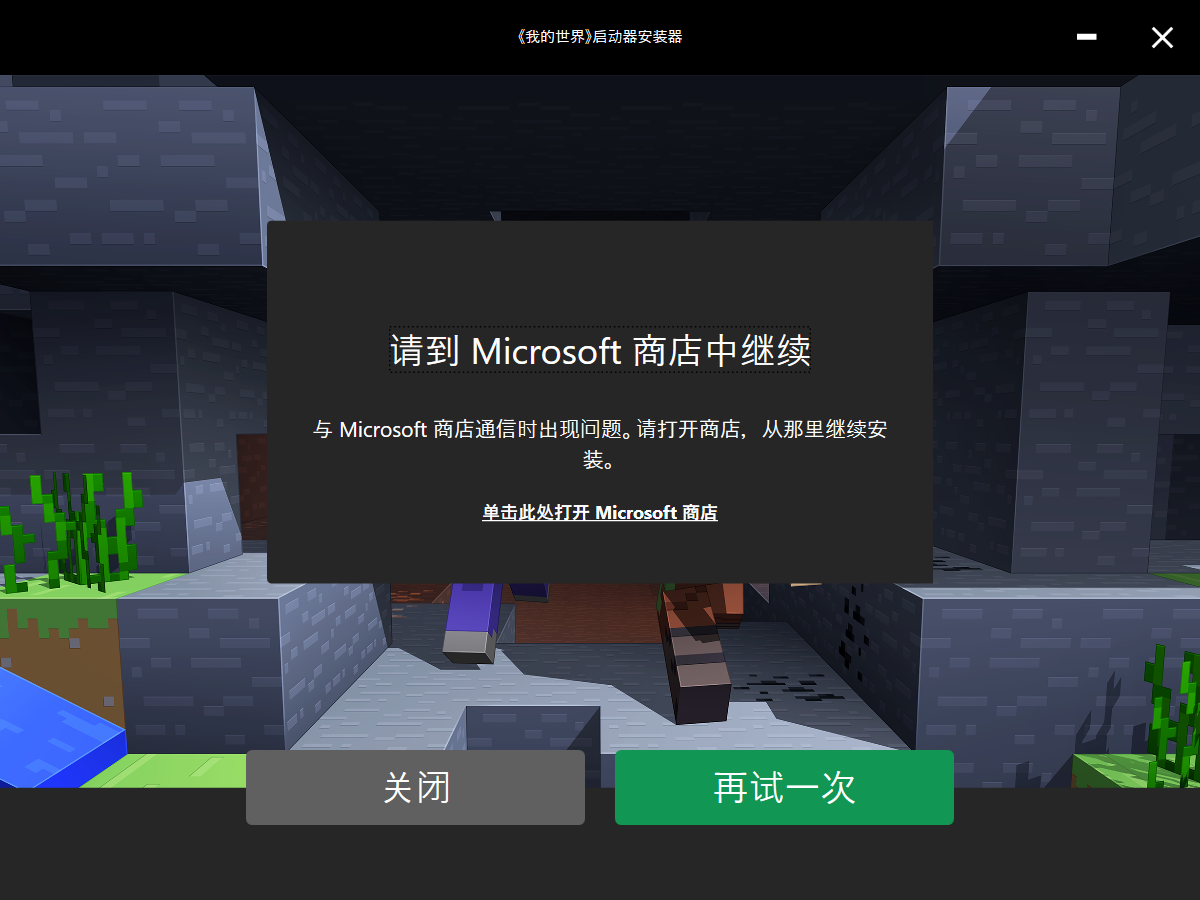 《我的世界》启动器安装器
请到 Microsoft 商店中继续
与 Microsoft 商店通信时出现问题。请打开商店，从那里继续安
装。
单击此处打开 Microsoft 商店
关闭
再试一次